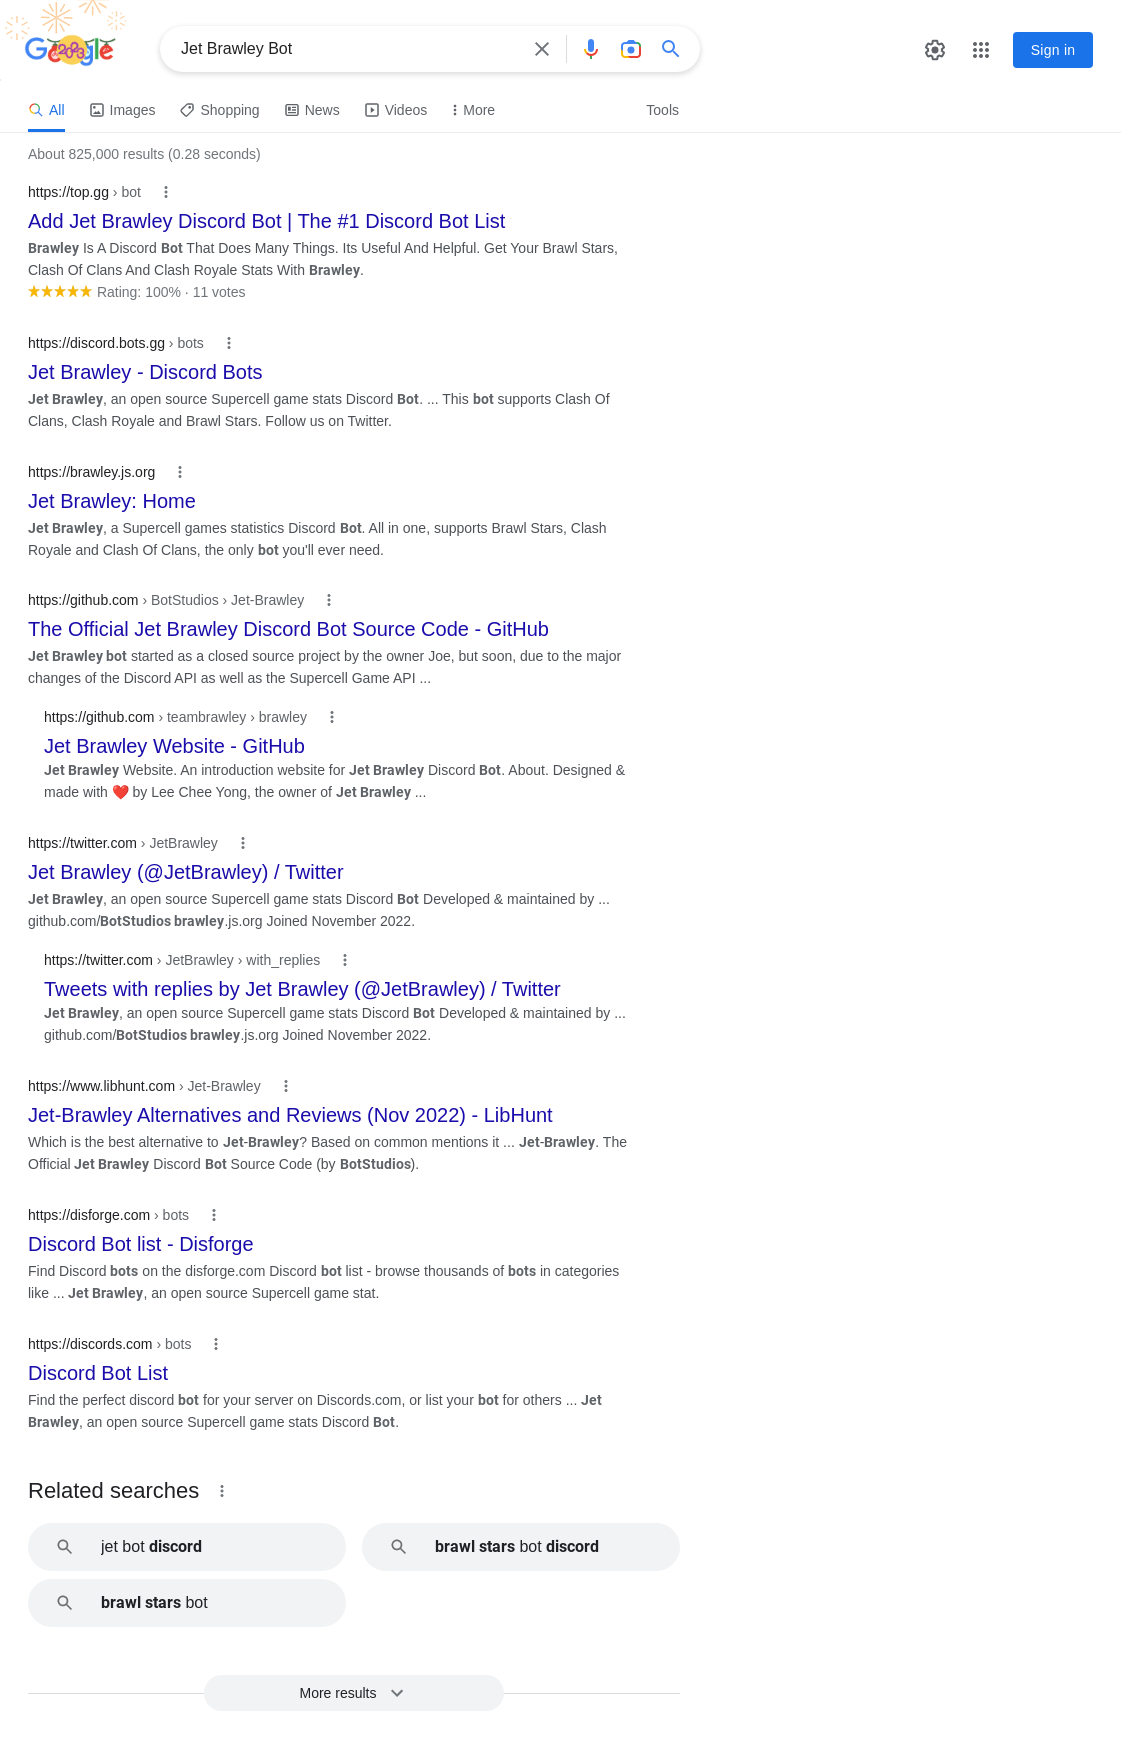 Google
Jet Brawley Bot
Sign in
All Images Shopping News Videos More Tools
About 825,000 results (0.28 seconds)
https://top.gg › bot
Add Jet Brawley Discord Bot | The #1 Discord Bot List
Brawley Is A Discord Bot That Does Many Things. Its Useful And Helpful. Get Your Brawl Stars,
Clash Of Clans And Clash Royale Stats With Brawley.
★★★★★ Rating: 100% · 11 votes
https://discord.bots.gg › bots
Jet Brawley - Discord Bots
Jet Brawley, an open source Supercell game stats Discord Bot. ... This bot supports Clash Of
Clans, Clash Royale and Brawl Stars. Follow us on Twitter.
https://brawley.js.org
Jet Brawley: Home
Jet Brawley, a Supercell games statistics Discord Bot. All in one, supports Brawl Stars, Clash
Royale and Clash Of Clans, the only bot you'll ever need.
https://github.com › BotStudios › Jet-Brawley
The Official Jet Brawley Discord Bot Source Code - GitHub
Jet Brawley bot started as a closed source project by the owner Joe, but soon, due to the major
changes of the Discord API as well as the Supercell Game API ...
https://github.com › teambrawley › brawley
Jet Brawley Website - GitHub
Jet Brawley Website. An introduction website for Jet Brawley Discord Bot. About. Designed &
made with ❤️ by Lee Chee Yong, the owner of Jet Brawley ...
https://twitter.com › JetBrawley
Jet Brawley (@JetBrawley) / Twitter
Jet Brawley, an open source Supercell game stats Discord Bot Developed & maintained by ...
github.com/BotStudios brawley.js.org Joined November 2022.
https://twitter.com › JetBrawley › with_replies
Tweets with replies by Jet Brawley (@JetBrawley) / Twitter
Jet Brawley, an open source Supercell game stats Discord Bot Developed & maintained by ...
github.com/BotStudios brawley.js.org Joined November 2022.
https://www.libhunt.com › Jet-Brawley
Jet-Brawley Alternatives and Reviews (Nov 2022) - LibHunt
Which is the best alternative to Jet-Brawley? Based on common mentions it ... Jet-Brawley. The
Official Jet Brawley Discord Bot Source Code (by BotStudios).
https://disforge.com › bots
Discord Bot list - Disforge
Find Discord bots on the disforge.com Discord bot list - browse thousands of bots in categories
like ... Jet Brawley, an open source Supercell game stat.
https://discords.com › bots
Discord Bot List
Find the perfect discord bot for your server on Discords.com, or list your bot for others ... Jet
Brawley, an open source Supercell game stats Discord Bot.
Related searches
jet bot discord
brawl stars bot discord
brawl stars bot
More results